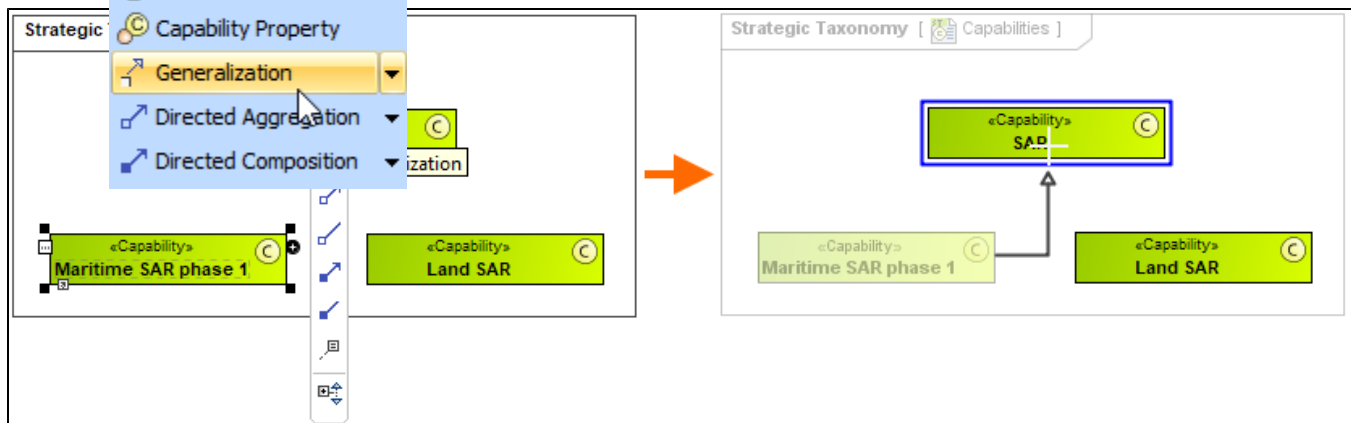 Strategic
Capability Property
Generalization
Directed Aggregation
Directed Composition
ization
C
«Capability»
Maritime SAR phase 1
C
«Capability»
Land SAR
C
Strategic Taxonomy [ Capabilities ]
«Capability»
SAR
C
«Capability»
Maritime SAR phase 1
C
«Capability»
Land SAR
C